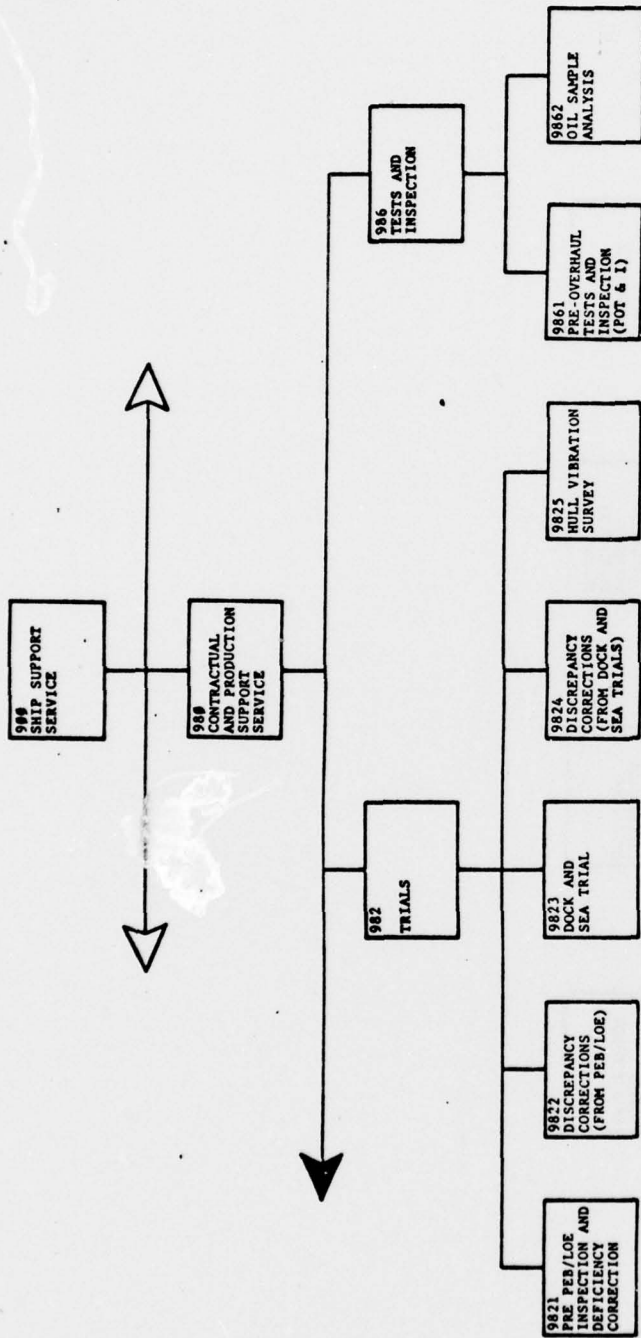 900
SHIP SUPPORT
SERVICE
980
CONTRACTUAL
AND PRODUCTION
SUPPORT
SERVICE
982
TRIALS
986
TESTS AND
INSPECTION
9821
PRE PEB/LOE
INSPECTION AND
DEFICIENCY
CORRECTION
9822
DISCREPANCY
CORRECTIONS
(FROM PEB/LOE)
9823
DOCK AND
SEA TRIAL
9824
DISCREPANCY
CORRECTIONS
(FROM DOCK AND
SEA TRIALS)
9825
HULL VIBRATION
SURVEY
9861
PRE-OVERHAUL
TESTS AND
INSPECTION
(POT & I)
9862
OIL SAMPLE
ANALYSIS